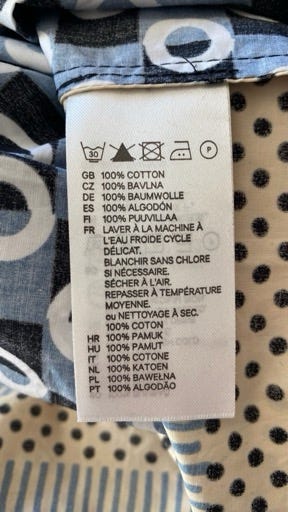 30 P
GB 100% COTTON
CZ 100% BAVLNA
DE 100% BAUMWOLLE
ES 100% ALGODÓN
FI 100% PUUVILLAA
FR LAVER À LA MACHINE À
L'EAU FROIDE CYCLE
DÉLICAT.
BLANCHIR SANS CHLORE
SI NÉCESSAIRE.
SÉCHER À L'AIR.
REPASSER À TEMPÉRATURE
MOYENNE.
ou NETTOYAGE À SEC.
100% COTON
HR 100% PAMUK
HU 100% PAMUT
IT 100% COTONE
NL 100% KATOEN
PL 100% BAWEŁNA
PT 100% ALGODÃO